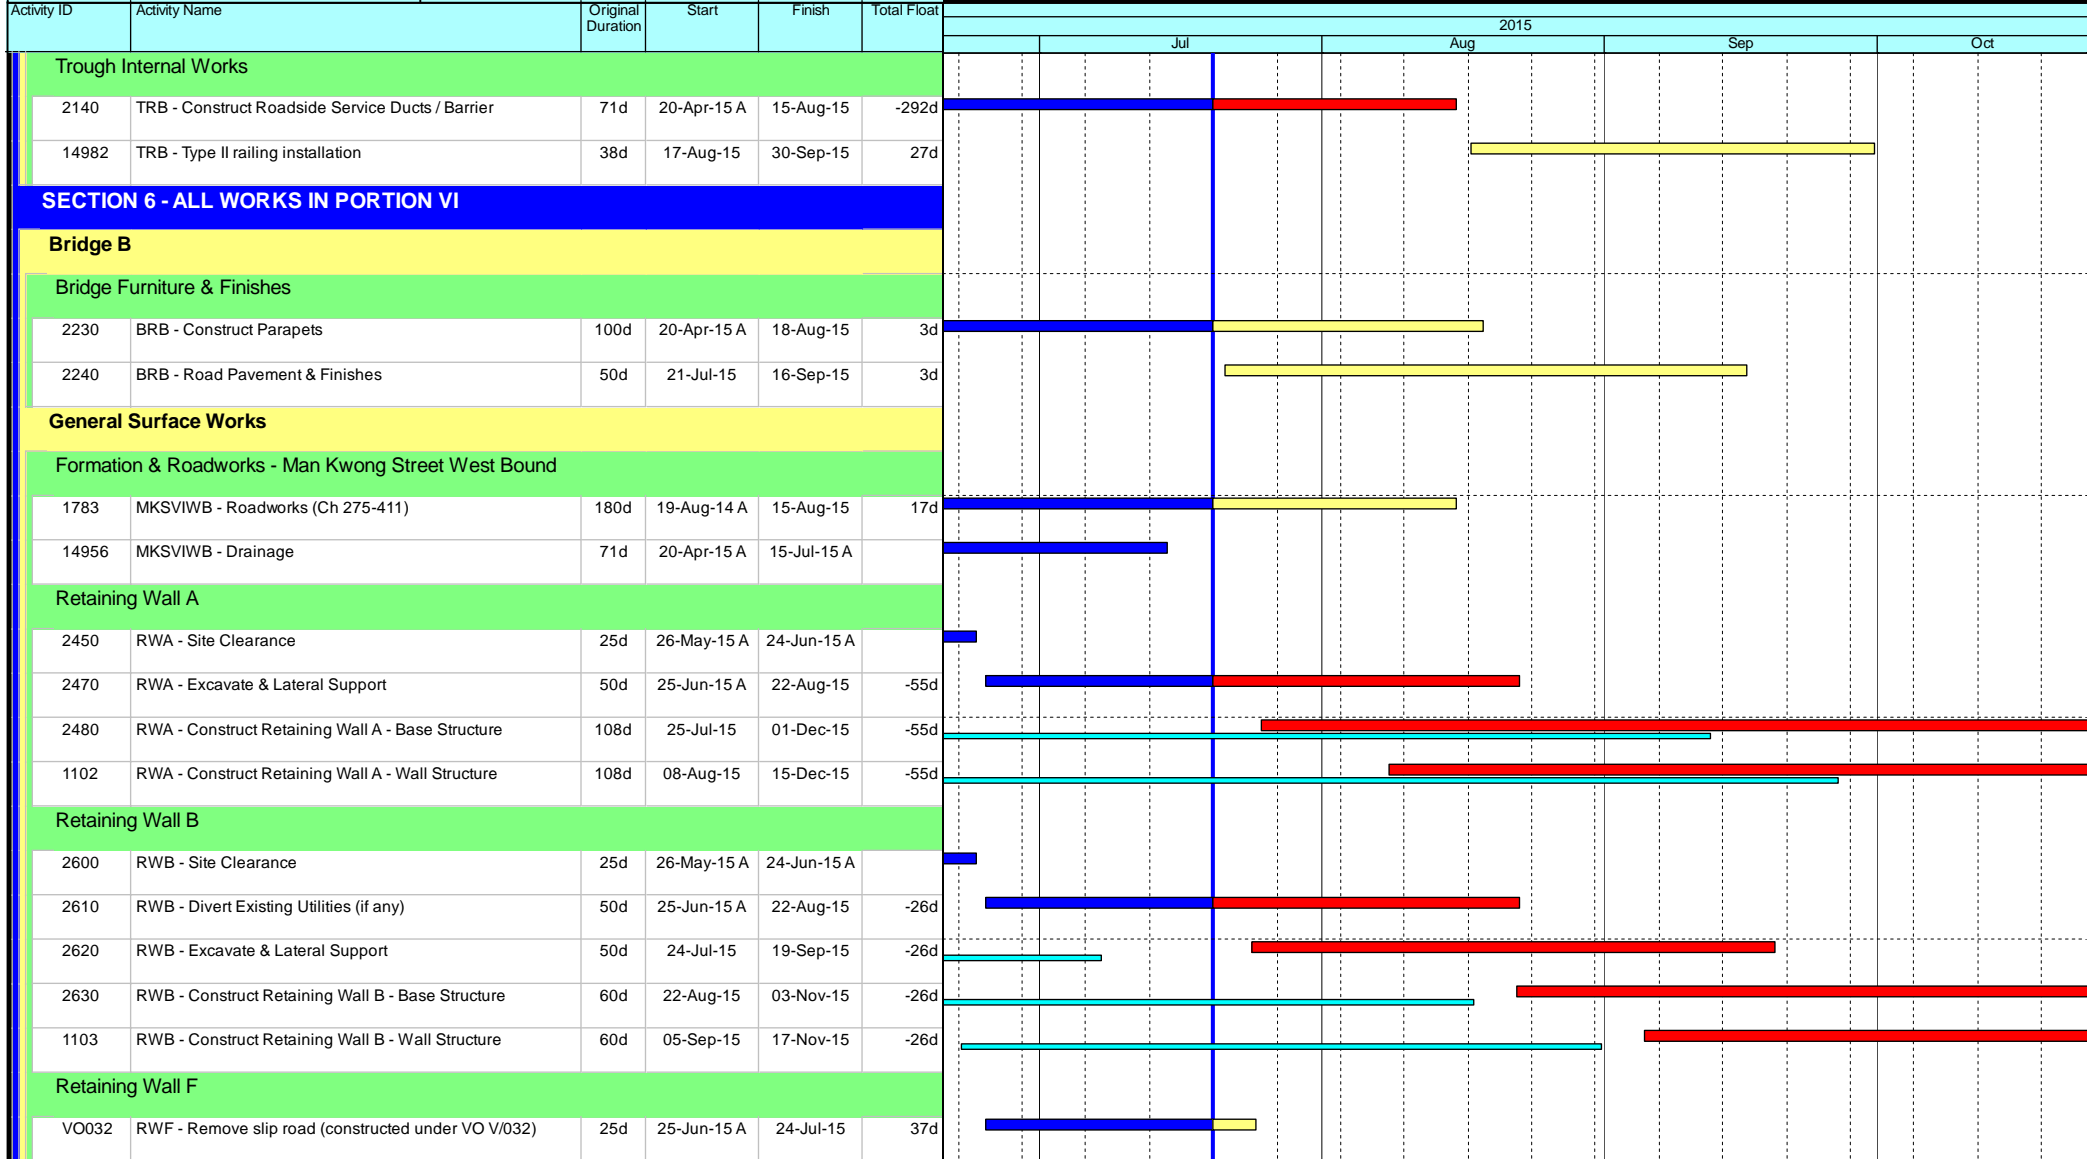 Activity ID Activity Name Original Duration Start Finish Total Float
2015
Jul Aug Sep Oct
Trough Internal Works
2140 TRB - Construct Roadside Service Ducts / Barrier 71d 20-Apr-15 A 15-Aug-15 -292d
14982 TRB - Type II railing installation 38d 17-Aug-15 30-Sep-15 27d
SECTION 6 - ALL WORKS IN PORTION VI
Bridge B
Bridge Furniture & Finishes
2230 BRB - Construct Parapets 100d 20-Apr-15 A 18-Aug-15 3d
2240 BRB - Road Pavement & Finishes 50d 21-Jul-15 16-Sep-15 3d
General Surface Works
Formation & Roadworks - Man Kwong Street West Bound
1783 MKSVIWB - Roadworks (Ch 275-411) 180d 19-Aug-14 A 15-Aug-15 17d
14956 MKSVIWB - Drainage 71d 20-Apr-15 A 15-Jul-15 A
Retaining Wall A
2450 RWA - Site Clearance 25d 26-May-15 A 24-Jun-15 A
2470 RWA - Excavate & Lateral Support 50d 25-Jun-15 A 22-Aug-15 -55d
2480 RWA - Construct Retaining Wall A - Base Structure 108d 25-Jul-15 01-Dec-15 -55d
1102 RWA - Construct Retaining Wall A - Wall Structure 108d 08-Aug-15 15-Dec-15 -55d
Retaining Wall B
2600 RWB - Site Clearance 25d 26-May-15 A 24-Jun-15 A
2610 RWB - Divert Existing Utilities (if any) 50d 25-Jun-15 A 22-Aug-15 -26d
2620 RWB - Excavate & Lateral Support 50d 24-Jul-15 19-Sep-15 -26d
2630 RWB - Construct Retaining Wall B - Base Structure 60d 22-Aug-15 03-Nov-15 -26d
1103 RWB - Construct Retaining Wall B - Wall Structure 60d 05-Sep-15 17-Nov-15 -26d
Retaining Wall F
VO032 RWF - Remove slip road (constructed under VO V/032) 25d 25-Jun-15 A 24-Jul-15 37d